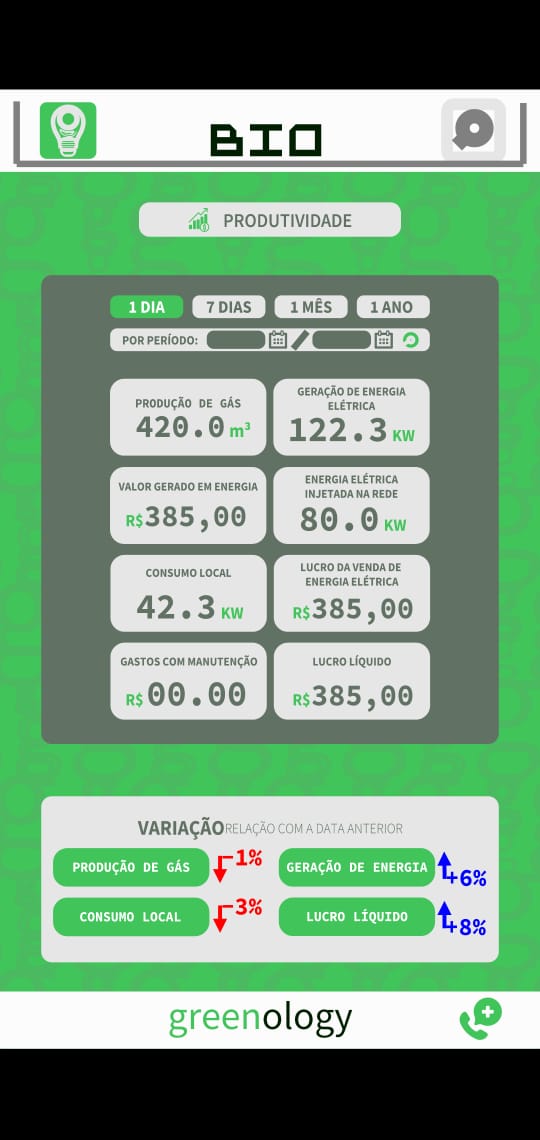 BIO
PRODUTIVIDADE
1 DIA 7 DIAS 1 MÊS 1 ANO
POR PERÍODO:
PRODUÇÃO DE GÁS
420.0 m³
GERAÇÃO DE ENERGIA
ELÉTRICA
122.3 KW
VALOR GERADO EM ENERGIA
R$385,00
ENERGIA ELÉTRICA
INJETADA NA REDE
80.0 KW
CONSUMO LOCAL
42.3 KW
LUCRO DA VENDA DE
ENERGIA ELÉTRICA
R$385,00
GASTOS COM MANUTENÇÃO
R$00.00
LUCRO LÍQUIDO
R$385,00
VARIAÇÃO RELAÇÃO COM A DATA ANTERIOR
PRODUÇÃO DE GÁS -1% GERAÇÃO DE ENERGIA +6%
CONSUMO LOCAL -3% LUCRO LÍQUIDO +8%
greenology